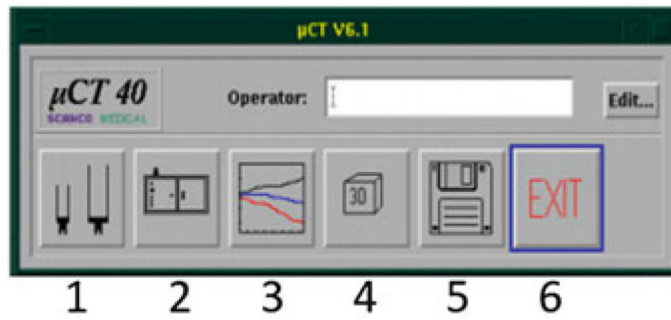 µCT V6.1
µCT 40
SCANCO MEDICAL
Operator:
Edit...
3D
EXIT
1 2 3 4 5 6